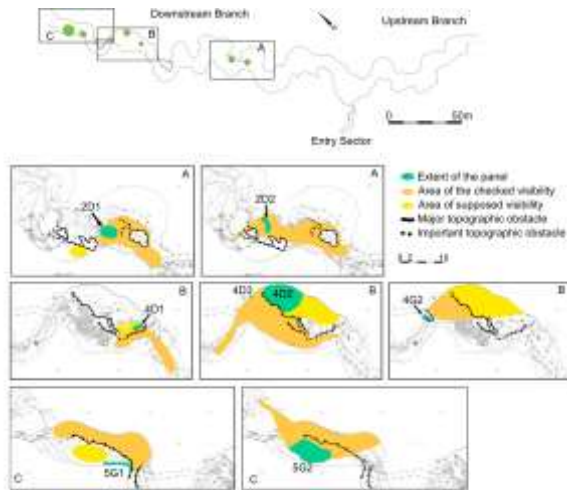 Downstream Branch
Upstream Branch
C
B
A
0
50m
Entry Sector
A
2D1
A
2D2
Extent of the panel
Area of the checked visibility
Area of supposed visibility
Major topographic obstacle
Important topographic obstacle
B
4D1
4D3
4D2
B
4G2
B
C
5G1
C
5G2